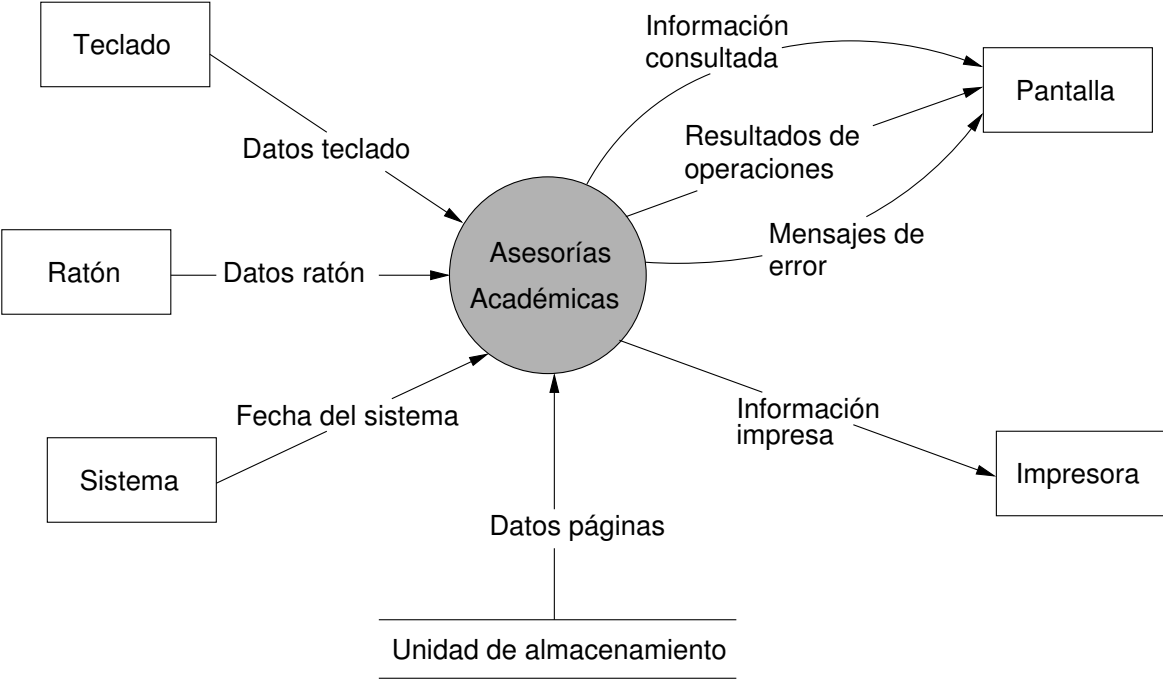 Teclado
Información
consultada
Pantalla
Datos teclado
Resultados de
operaciones
Ratón
Datos ratón
Asesorías
Académicas
Mensajes de
error
Fecha del sistema
Sistema
Información
impresa
Impresora
Datos páginas
Unidad de almacenamiento